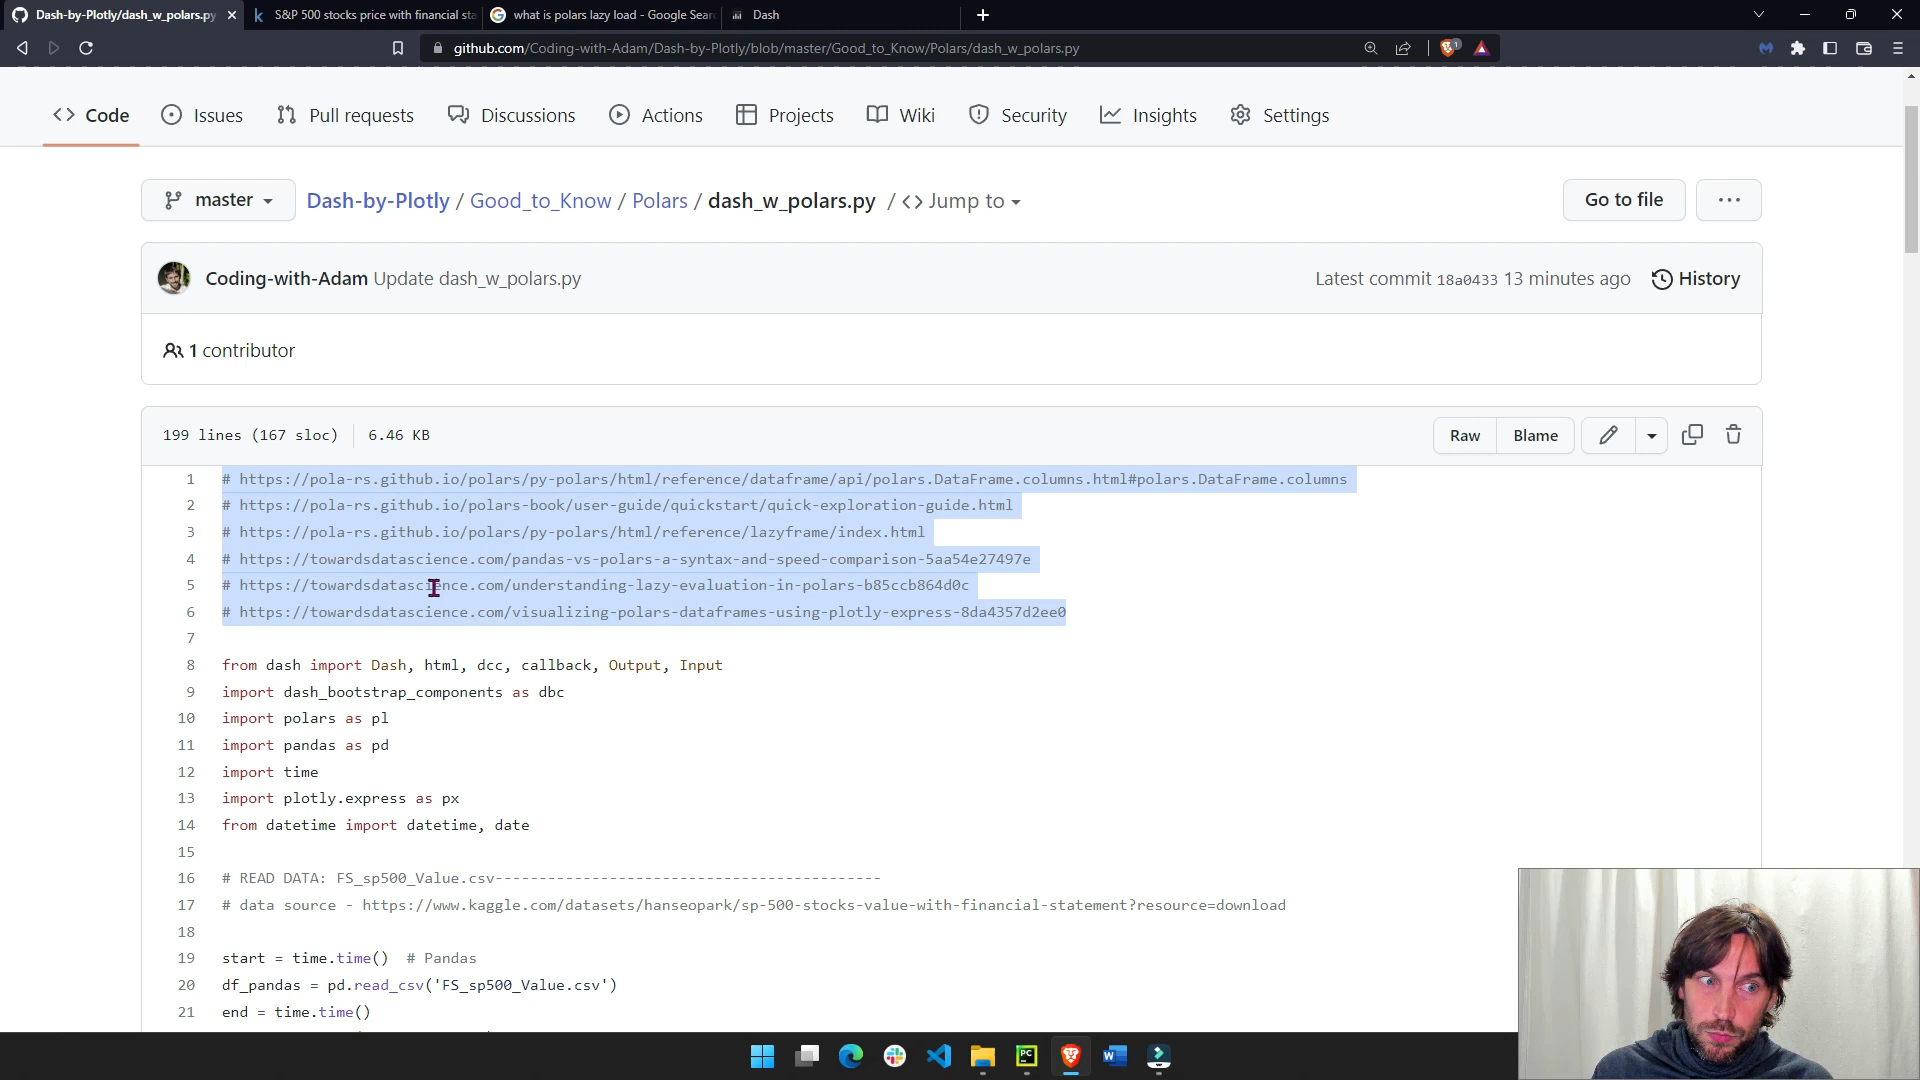 Dash-by-Plotly/dash_w_polars.py
S&P 500 stocks price with financial sta
what is polars lazy load - Google Sear
Dash
github.com/Coding-with-Adam/Dash-by-Plotly/blob/master/Good_to_Know/Polars/dash_w_polars.py
Code Issues Pull requests Discussions Actions Projects Wiki Security Insights Settings
master Dash-by-Plotly / Good_to_Know / Polars / dash_w_polars.py / <> Jump to Go to file ...
Coding-with-Adam Update dash_w_polars.py Latest commit 18a0433 13 minutes ago History
1 contributor
199 lines (167 sloc) 6.46 KB Raw Blame
1 # https://pola-rs.github.io/polars/py-polars/html/reference/dataframe/api/polars.DataFrame.columns.html#polars.DataFrame.columns
2 # https://pola-rs.github.io/polars-book/user-guide/quickstart/quick-exploration-guide.html
3 # https://pola-rs.github.io/polars/py-polars/html/reference/lazyframe/index.html
4 # https://towardsdatascience.com/pandas-vs-polars-a-syntax-and-speed-comparison-5aa54e27497e
5 # https://towardsdatascience.com/understanding-lazy-evaluation-in-polars-b85ccb864d0c
6 # https://towardsdatascience.com/visualizing-polars-dataframes-using-plotly-express-8da4357d2ee0
7
8 from dash import Dash, html, dcc, callback, Output, Input
9 import dash_bootstrap_components as dbc
10 import polars as pl
11 import pandas as pd
12 import time
13 import plotly.express as px
14 from datetime import datetime, date
15
16 # READ DATA: FS_sp500_Value.csv--------------------------------------------
17 # data source - https://www.kaggle.com/datasets/hanseopark/sp-500-stocks-value-with-financial-statement?resource=download
18
19 start = time.time() # Pandas
20 df_pandas = pd.read_csv('FS_sp500_Value.csv')
21 end = time.time()